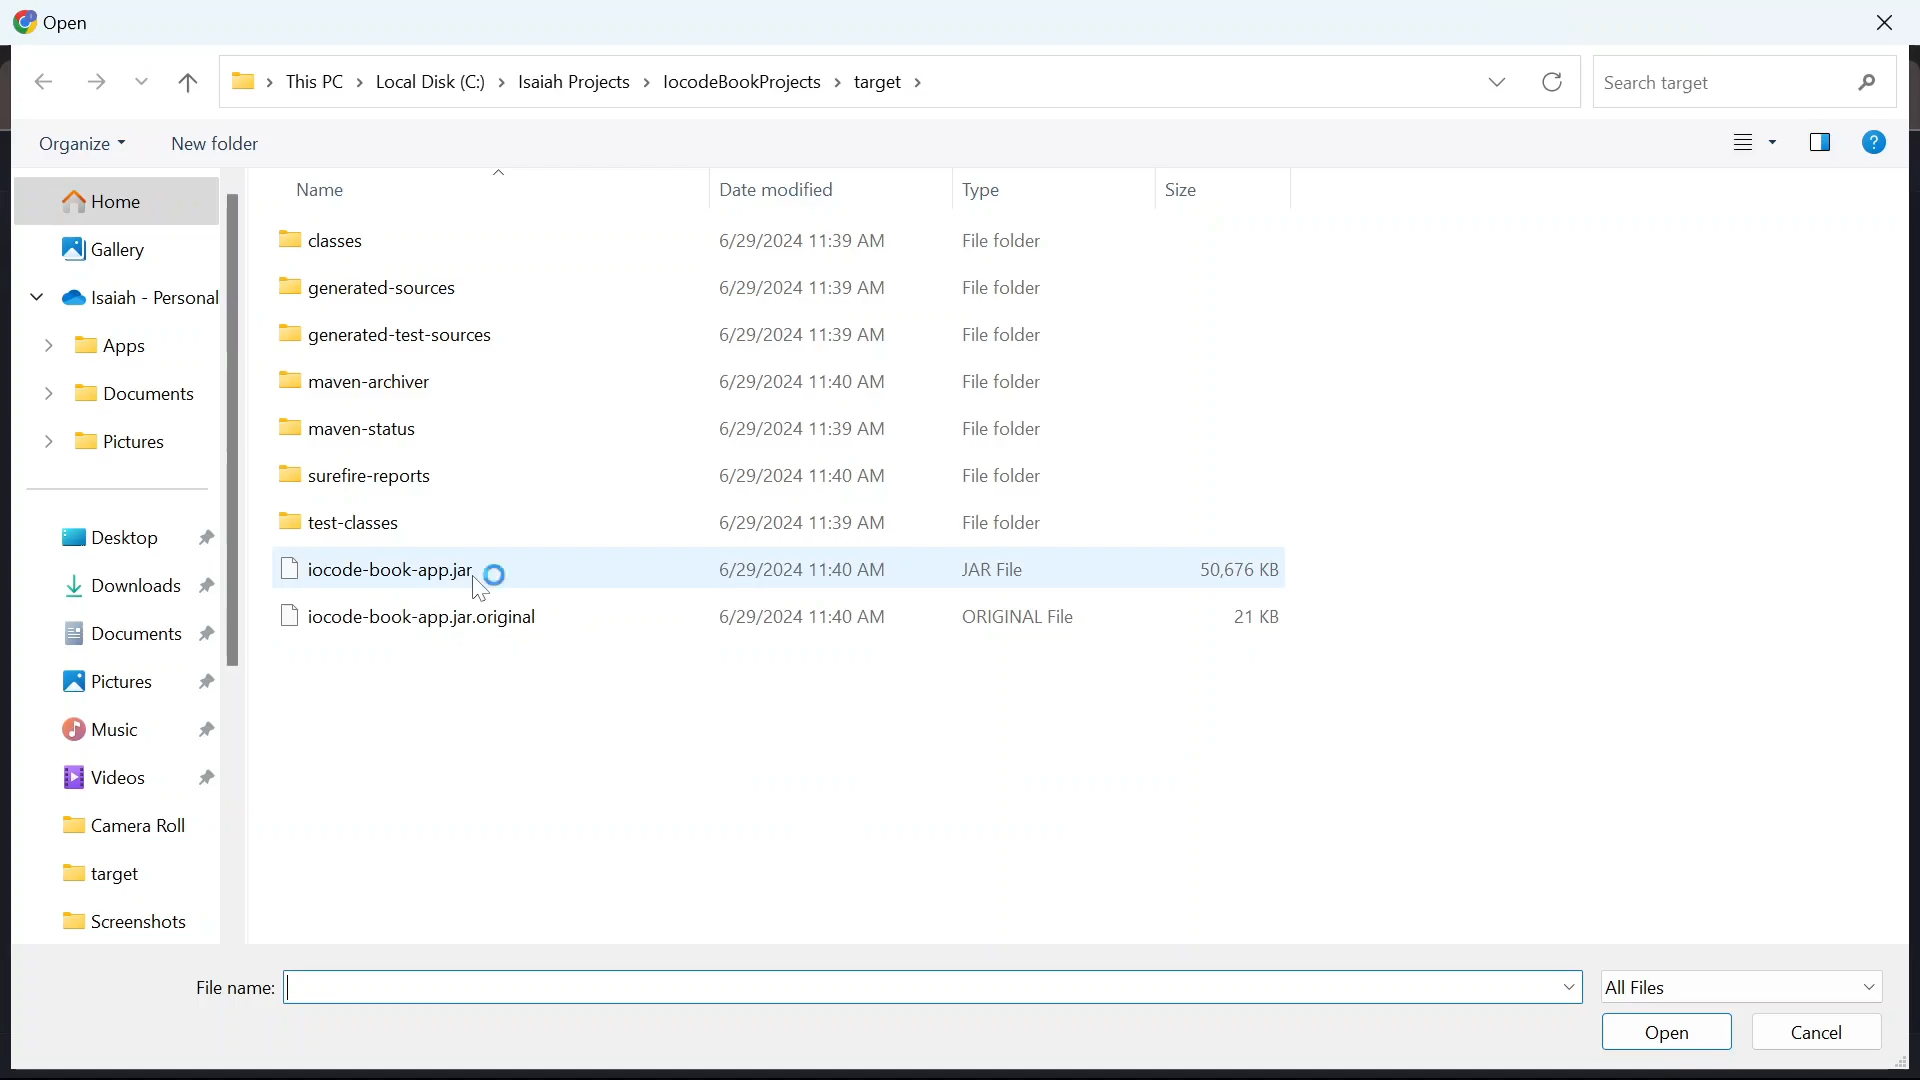 Open
This PC > Local Disk (C:) > Isaiah Projects > IocodeBookProjects > target >
Search target
Organize
New folder
?
Name Date modified Type Size
Home
Gallery
Isaiah - Personal
Apps
Documents
Pictures
Desktop
Downloads
Documents
Pictures
Music
Videos
Camera Roll
target
Screenshots
classes 6/29/2024 11:39 AM File folder
generated-sources 6/29/2024 11:39 AM File folder
generated-test-sources 6/29/2024 11:39 AM File folder
maven-archiver 6/29/2024 11:40 AM File folder
maven-status 6/29/2024 11:39 AM File folder
surefire-reports 6/29/2024 11:40 AM File folder
test-classes 6/29/2024 11:39 AM File folder
iocode-book-app.jar 6/29/2024 11:40 AM JAR File 50,676 KB
iocode-book-app.jar.original 6/29/2024 11:40 AM ORIGINAL File 21 KB
File name:
All Files
Open
Cancel